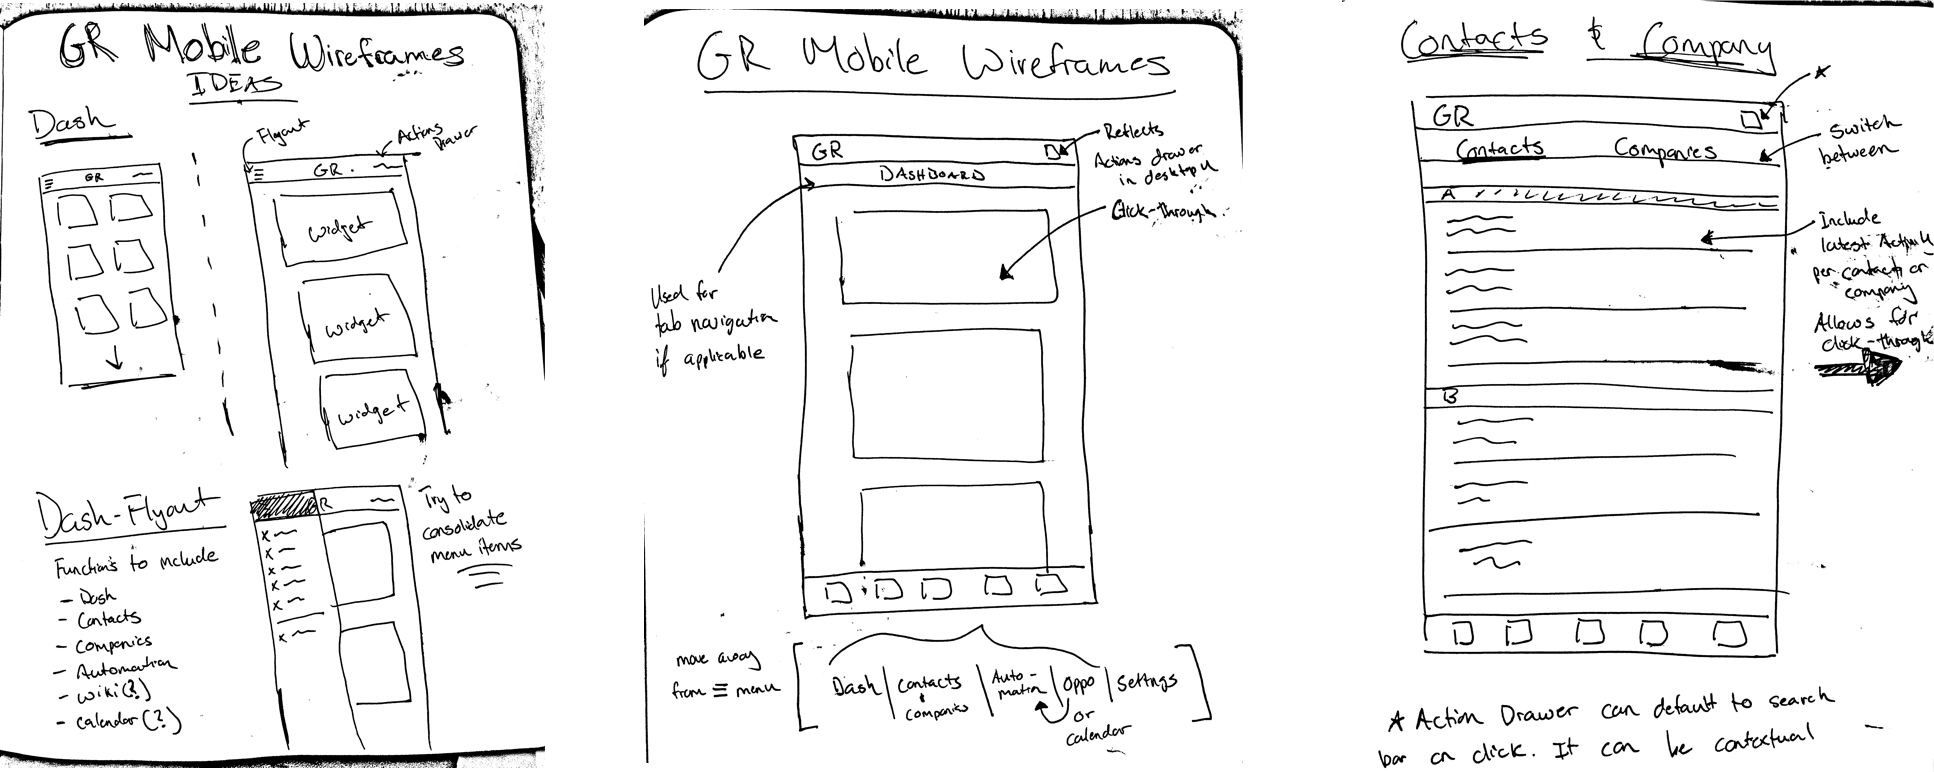 GR Mobile Wireframes
IDEAS
Dash
Flyout
Actions
Drawer
GR
GR.
widget
widget
widget
Dash-Flyout
Functions to include
- Dash
- Contacts
- Companies
- Automation
- Wiki(?)
- Calendar(?)
R
x
x
x
x
x
x
Try to
consolidate
menu items
GR Mobile Wireframes
GR
DASHBOARD
Reflects
Actions drawer
in desktop UI
Click-through
Used for
tab navigation
if applicable
move away
from ≡ menu
[ Dash | Contacts | Auto- | Oppo | Settings ]
+
Companies
mation
or
calendar
Contacts & Company
*
GR
Contacts Companies
Switch
between
A
Include
latest Activity
per contact or
company
Allows for
click-through
B
* Action Drawer can default to search
bar on click. It can be contextual